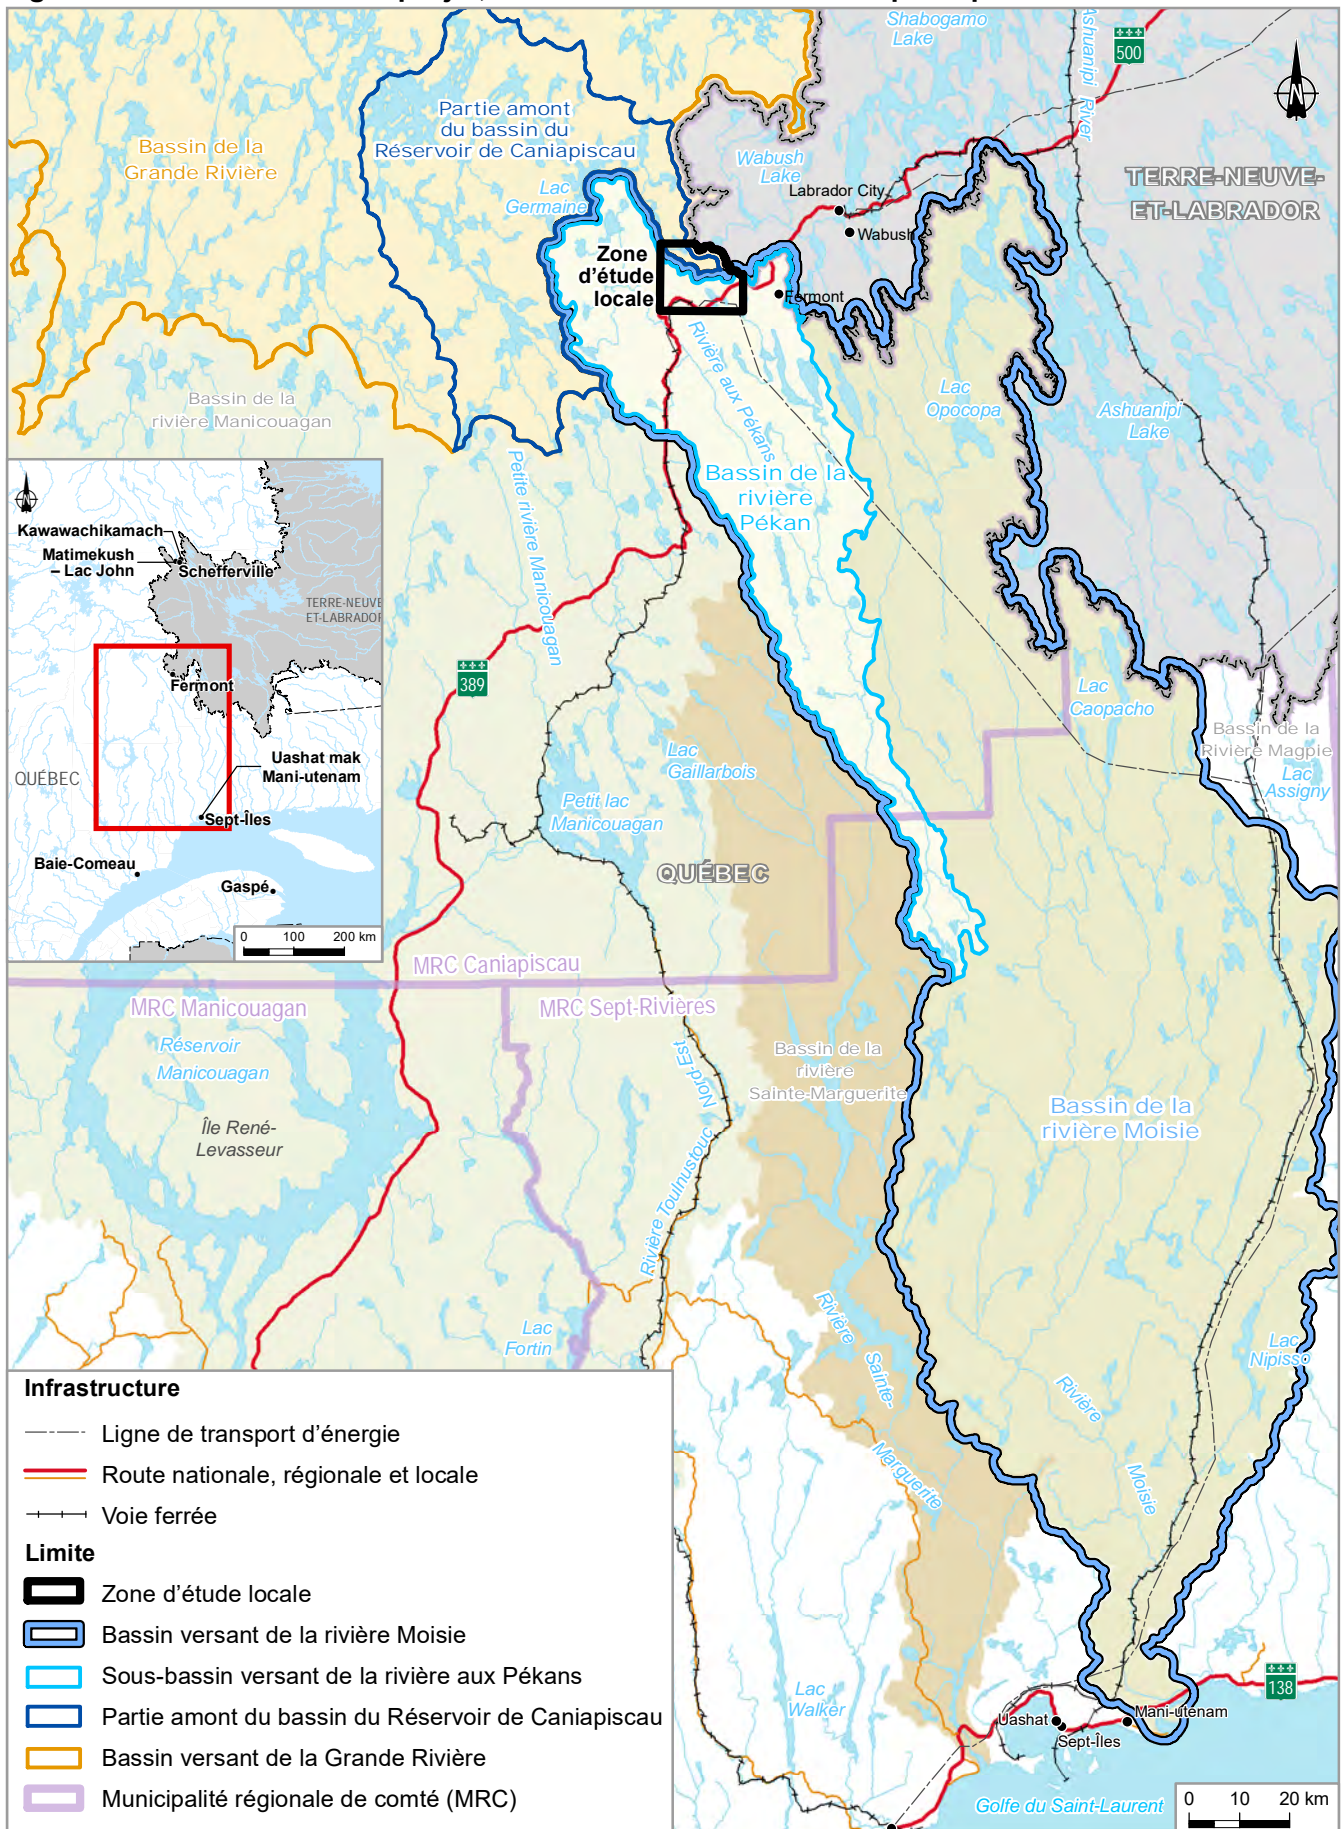 Shabogamo
Lake
Ashuanipi
River
500
N
Partie amont
du bassin du
Réservoir de Caniapiscau
Bassin de la
Grande Rivière
Wabush
Lake
TERRE-NEUVE-
ET-LABRADOR
Lac
Germaine
Labrador City
Wabush
Zone
d'étude
locale
Fermont
Rivière aux Pékans
Lac
Opocopa
Ashuanipi
Lake
Bassin de la
rivière Manicouagan
Petite rivière Manicouagan
Bassin de la
rivière
Pékan
Kawawachikamach
Matimekush
– Lac John
Schefferville
TERRE-NEUVE
ET-LABRADOR
Fermont
QUÉBEC
Uashat mak
Mani-utenam
Sept-Îles
Baie-Comeau
Gaspé
0 100 200 km
389
Lac
Gaillarbois
Petit lac
Manicouagan
QUÉBEC
Lac
Caopacho
Bassin de la
Rivière Magpie
Lac
Assigny
MRC Caniapiscau
MRC Manicouagan
MRC Sept-Rivières
Réservoir
Manicouagan
Île René-
Levasseur
Rivière Toulnustouc
Nord-Est
Bassin de la
rivière
Sainte-Marguerite
Bassin de la
rivière Moisie
Lac
Fortin
Rivière
Sainte-
Marguerite
Lac
Nipisso
Rivière
Moisie
Lac
Walker
138
Uashat
Sept-Îles
Mani-utenam
Golfe du Saint-Laurent
0 10 20 km
Infrastructure
Ligne de transport d'énergie
Route nationale, régionale et locale
Voie ferrée
Limite
Zone d'étude locale
Bassin versant de la rivière Moisie
Sous-bassin versant de la rivière aux Pékans
Partie amont du bassin du Réservoir de Caniapiscau
Bassin versant de la Grande Rivière
Municipalité régionale de comté (MRC)